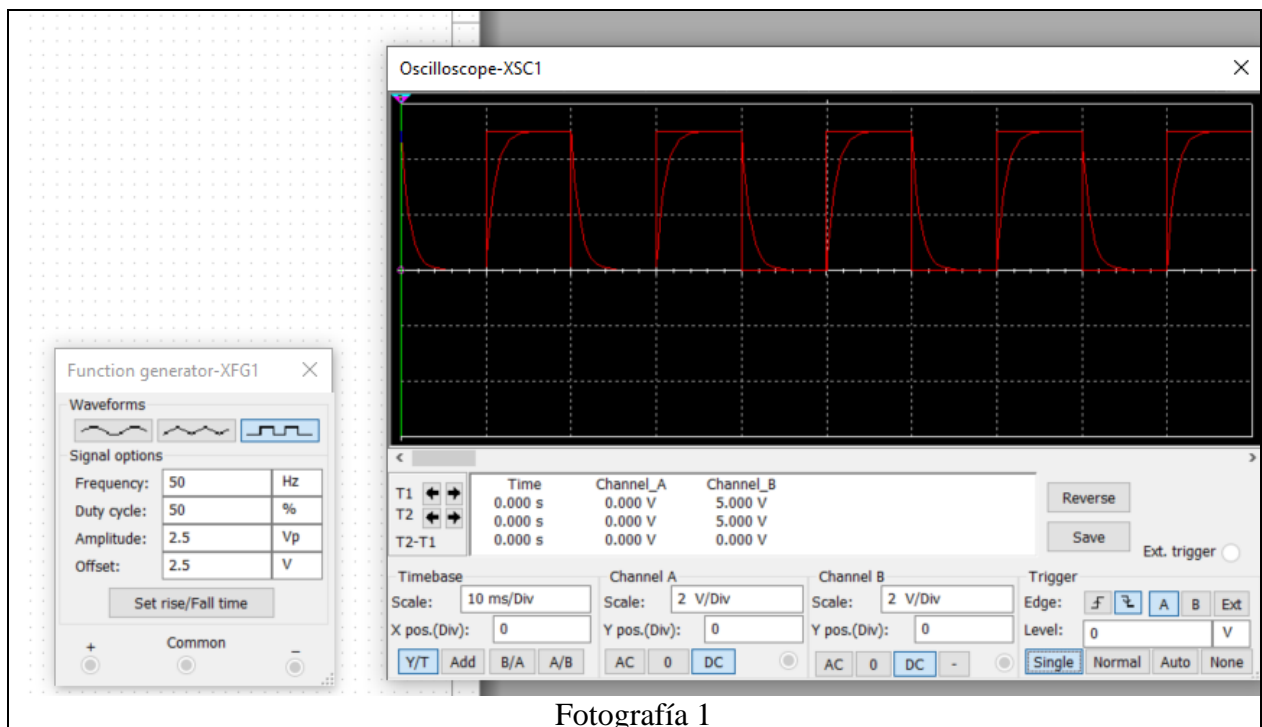 Oscilloscope-XSC1
Function generator-XFG1
Waveforms
Signal options
Frequency: 50 Hz
Duty cycle: 50 %
Amplitude: 2.5 Vp
Offset: 2.5 V
Set rise/Fall time
+ Common −
Time Channel_A Channel_B
T1 0.000 s 0.000 V 5.000 V
T2 0.000 s 0.000 V 5.000 V
T2-T1 0.000 s 0.000 V 0.000 V
Reverse
Save
Ext. trigger
Timebase
Scale: 10 ms/Div
X pos.(Div): 0
Y/T Add B/A A/B
Channel A
Scale: 2 V/Div
Y pos.(Div): 0
AC 0 DC
Channel B
Scale: 2 V/Div
Y pos.(Div): 0
AC 0 DC -
Trigger
Edge: A B Ext
Level: 0 V
Single Normal Auto None
Fotografía 1